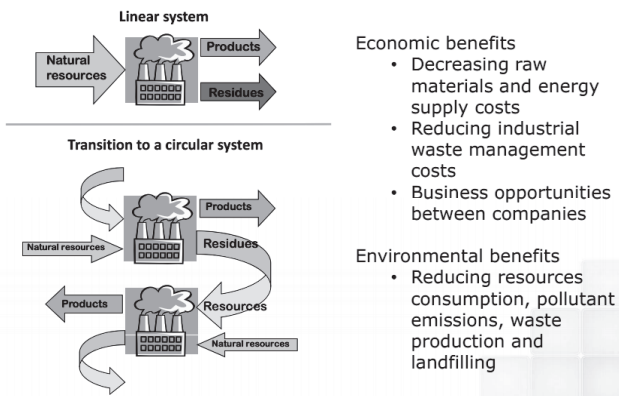 Linear system
Natural
resources
Products
Residues
Transition to a circular system
Products
Natural resources
Residues
Products
Resources
Natural resources
Economic benefits
• Decreasing raw
materials and energy
supply costs
• Reducing industrial
waste management
costs
• Business opportunities
between companies
Environmental benefits
• Reducing resources
consumption, pollutant
emissions, waste
production and
landfilling